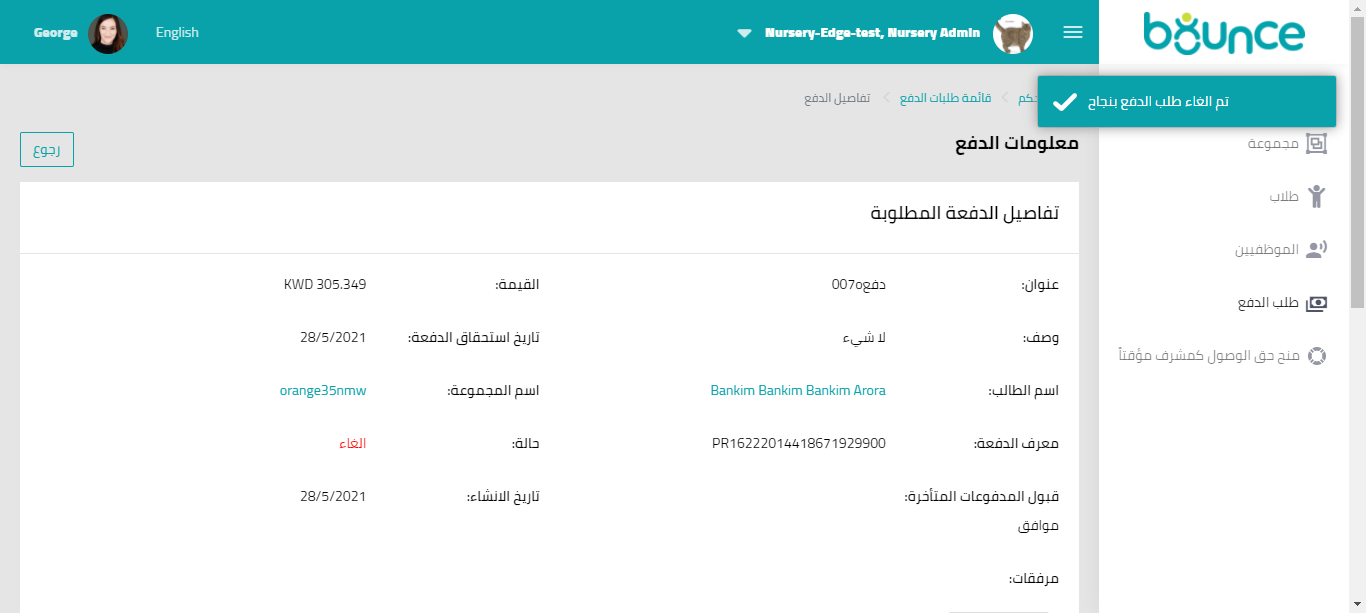 bounce
Nursery-Edge-test, Nursery Admin
English
George
تم الغاء طلب الدفع بنجاح
قائمة طلبات الدفع
تفاصيل الدفع
معلومات الدفع
رجوع
مجموعة
طلاب
الموظفيين
طلب الدفع
منح حق الوصول كمشرف مؤقتاً
تفاصيل الدفعة المطلوبة
عنوان: دفعه007 القيمة: KWD 305.349
وصف: لا شيء تاريخ استحقاق الدفعة: 28/5/2021
اسم الطالب: Bankim Bankim Bankim Arora اسم المجموعة: orange35nmw
معرف الدفعة: PR16222014418671929900 حالة: الغاء
قبول المدفوعات المتأخرة: تاريخ الانشاء: 28/5/2021
موافق
مرفقات: